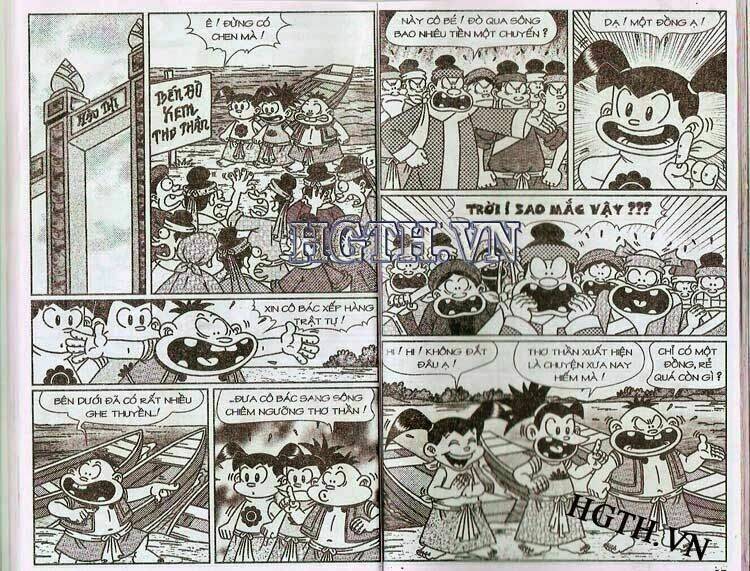 Ê! ĐỪNG CÓ
CHEN MÀ!
HẬU THỊ
BẾN ĐÒ
XEM
THƠ THẦN
XIN CÔ BÁC XẾP HÀNG
TRẬT TỰ!
BÊN DƯỚI ĐÃ CÓ RẤT NHIỀU
GHE THUYỀN..!
..ĐƯA CÔ BÁC SANG SÔNG
CHIÊM NGƯỠNG THƠ THẦN!
NÀY CÔ BÉ! ĐÒ QUA SÔNG
BAO NHIÊU TIỀN MỘT CHUYẾN?
DẠ! MỘT ĐỒNG Ạ!
TRỜI! SAO MẮC VẬY???
HI! HI! KHÔNG ĐẮT
ĐÂU Ạ!
THƠ THẦN XUẤT HIỆN
LÀ CHUYỆN XƯA NAY
HIẾM MÀ!
CHỈ CÓ MỘT
ĐỒNG, RẺ
QUÁ CÒN GÌ?
HGTH.VN
HGTH.VN